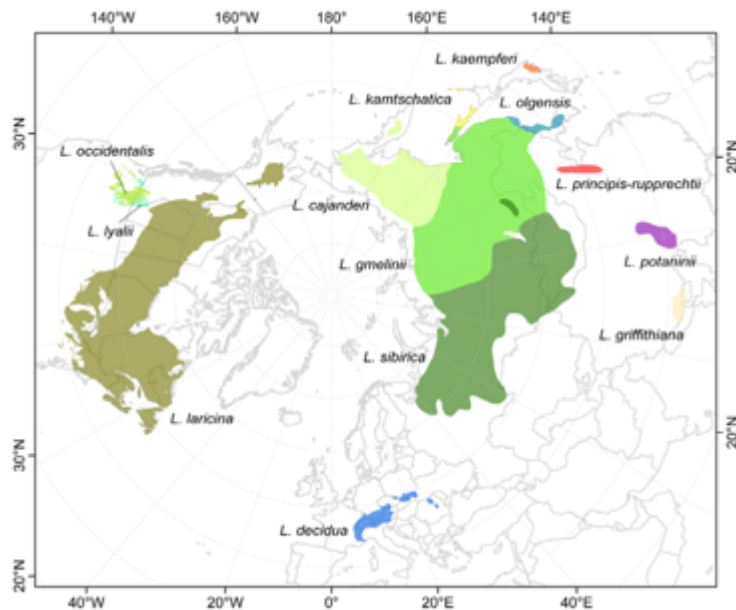 140°W 160°W 180° 160°E 140°E
L. kaempferi
L. kamtschatica
L. olgensis
30°N
L. occidentalis
20°N
L. principis-rupprechtii
L. cajanderi
L. lyalii
L. gmelinii
L. potaninii
L. griffithiana
L. sibirica
L. laricina
20°N
30°N
L. decidua
20°N
40°W 20°W 0° 20°E 40°E